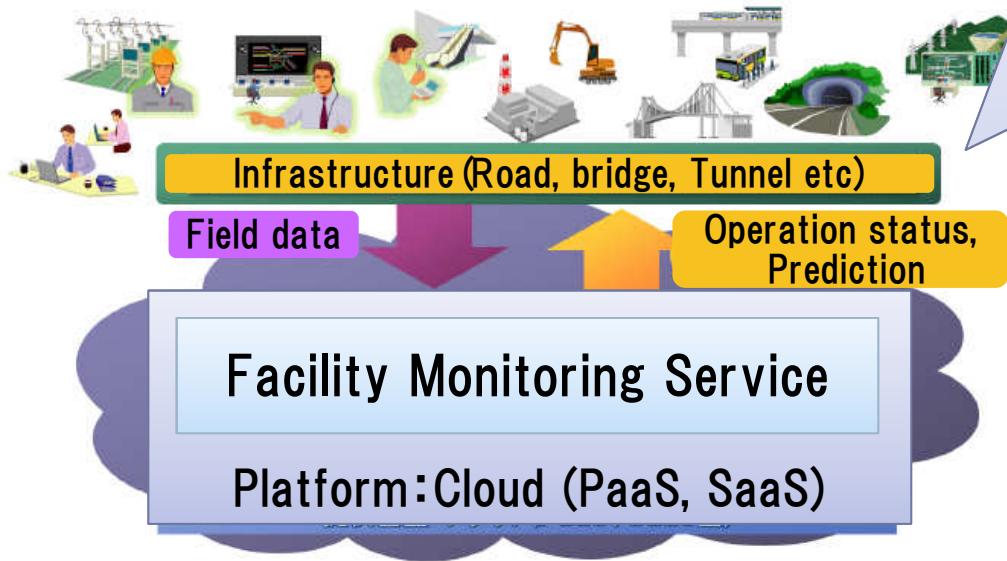 Infrastructure (Road, bridge, Tunnel etc)
Field data
Operation status,
Prediction
Facility Monitoring Service
Platform:Cloud (PaaS, SaaS)